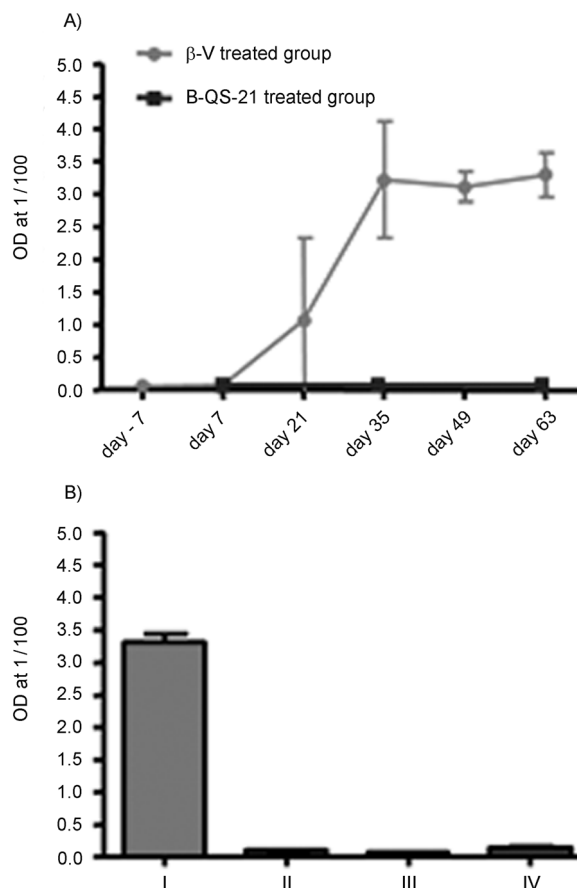 A)
β-V treated group
B-QS-21 treated group
OD at 1/100
5.0
4.5
4.0
3.5
3.0
2.5
2.0
1.5
1.0
0.5
0.0
day - 7
day 7
day 21
day 35
day 49
day 63
B)
OD at 1/100
5.0
4.5
4.0
3.5
3.0
2.5
2.0
1.5
1.0
0.5
0.0
I
II
III
IV